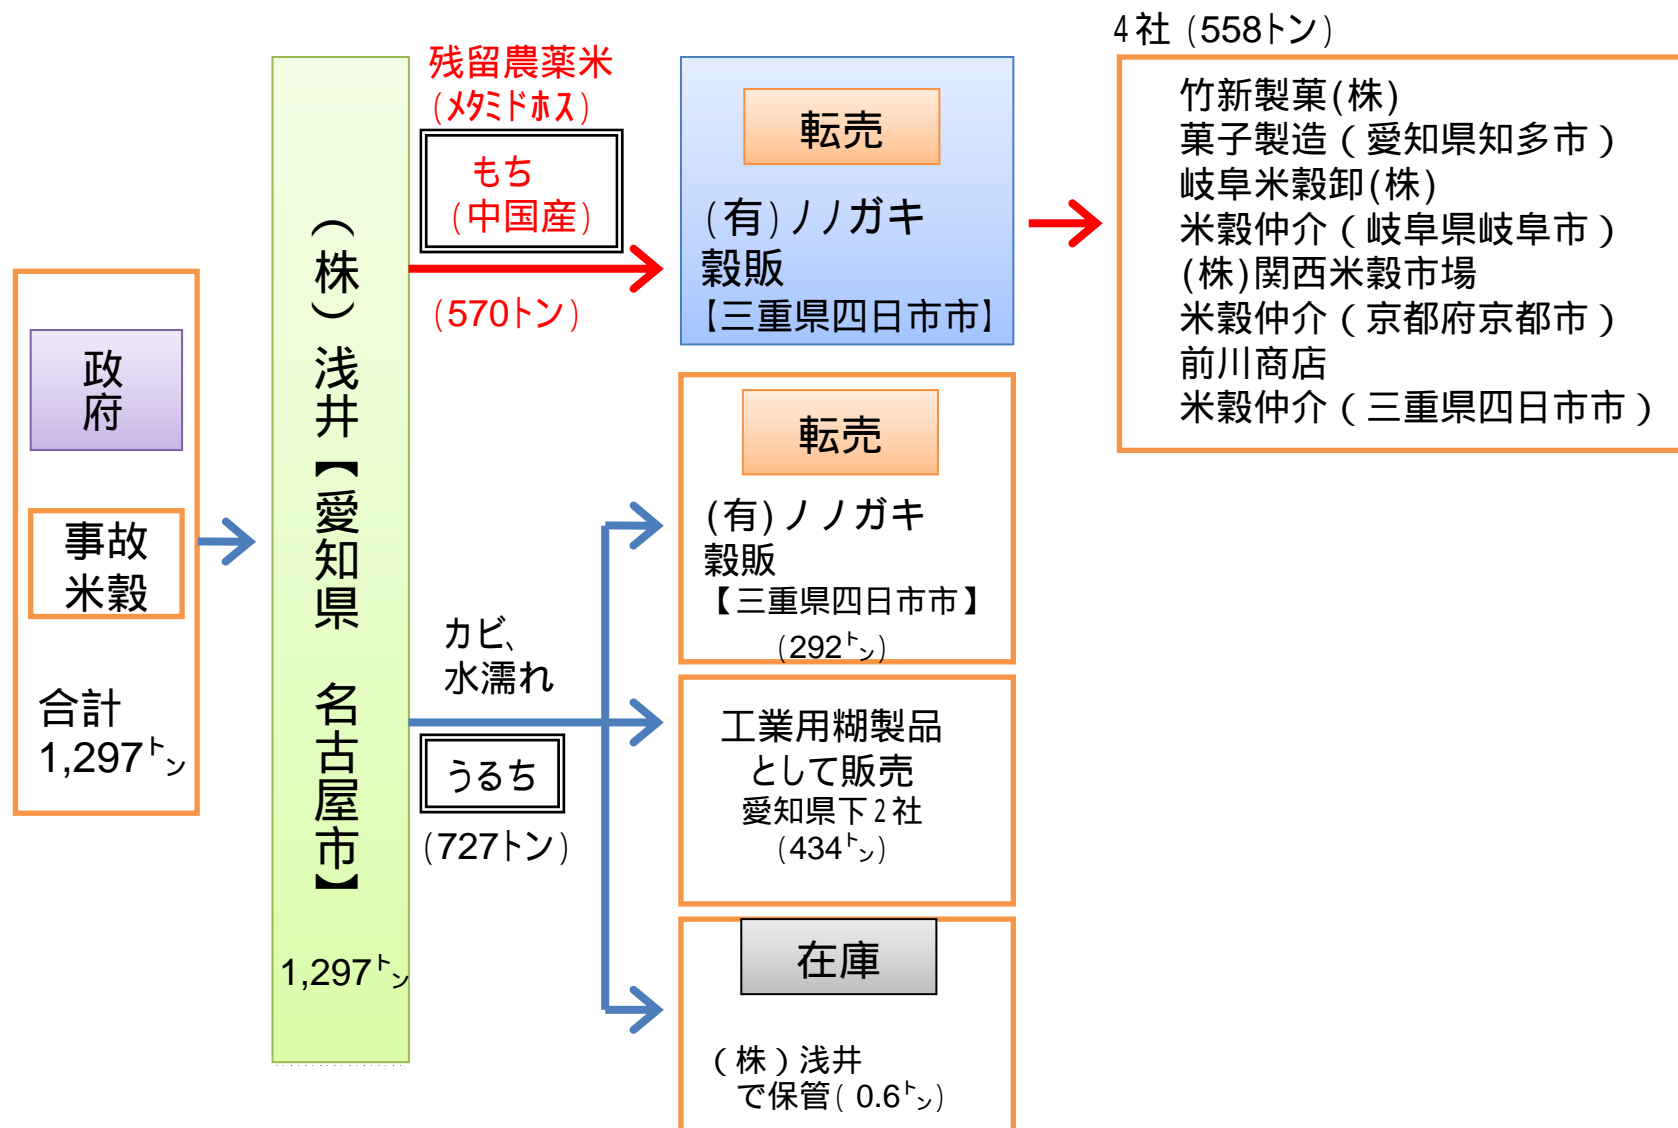 政
府
事故
米穀
合計
1,297㌧
(株)浅井【愛知県　名古屋市】
1,297㌧
残留農薬米
(ﾒﾀﾐﾄﾞﾎｽ)
もち
(中国産)
(570トン)
カビ、
水濡れ
うるち
(727トン)
転売
(有)ノノガキ
穀販
【三重県四日市市】
転売
(有)ノノガキ
穀販
【三重県四日市市】
(292㌧)
工業用糊製品
として販売
愛知県下2社
(434㌧)
在庫
(株)浅井
で保管(0.6㌧)
4社(558トン)
竹新製菓(株)
菓子製造(愛知県知多市)
岐阜米穀卸(株)
米穀仲介(岐阜県岐阜市)
(株)関西米穀市場
米穀仲介(京都府京都市)
前川商店
米穀仲介(三重県四日市市)